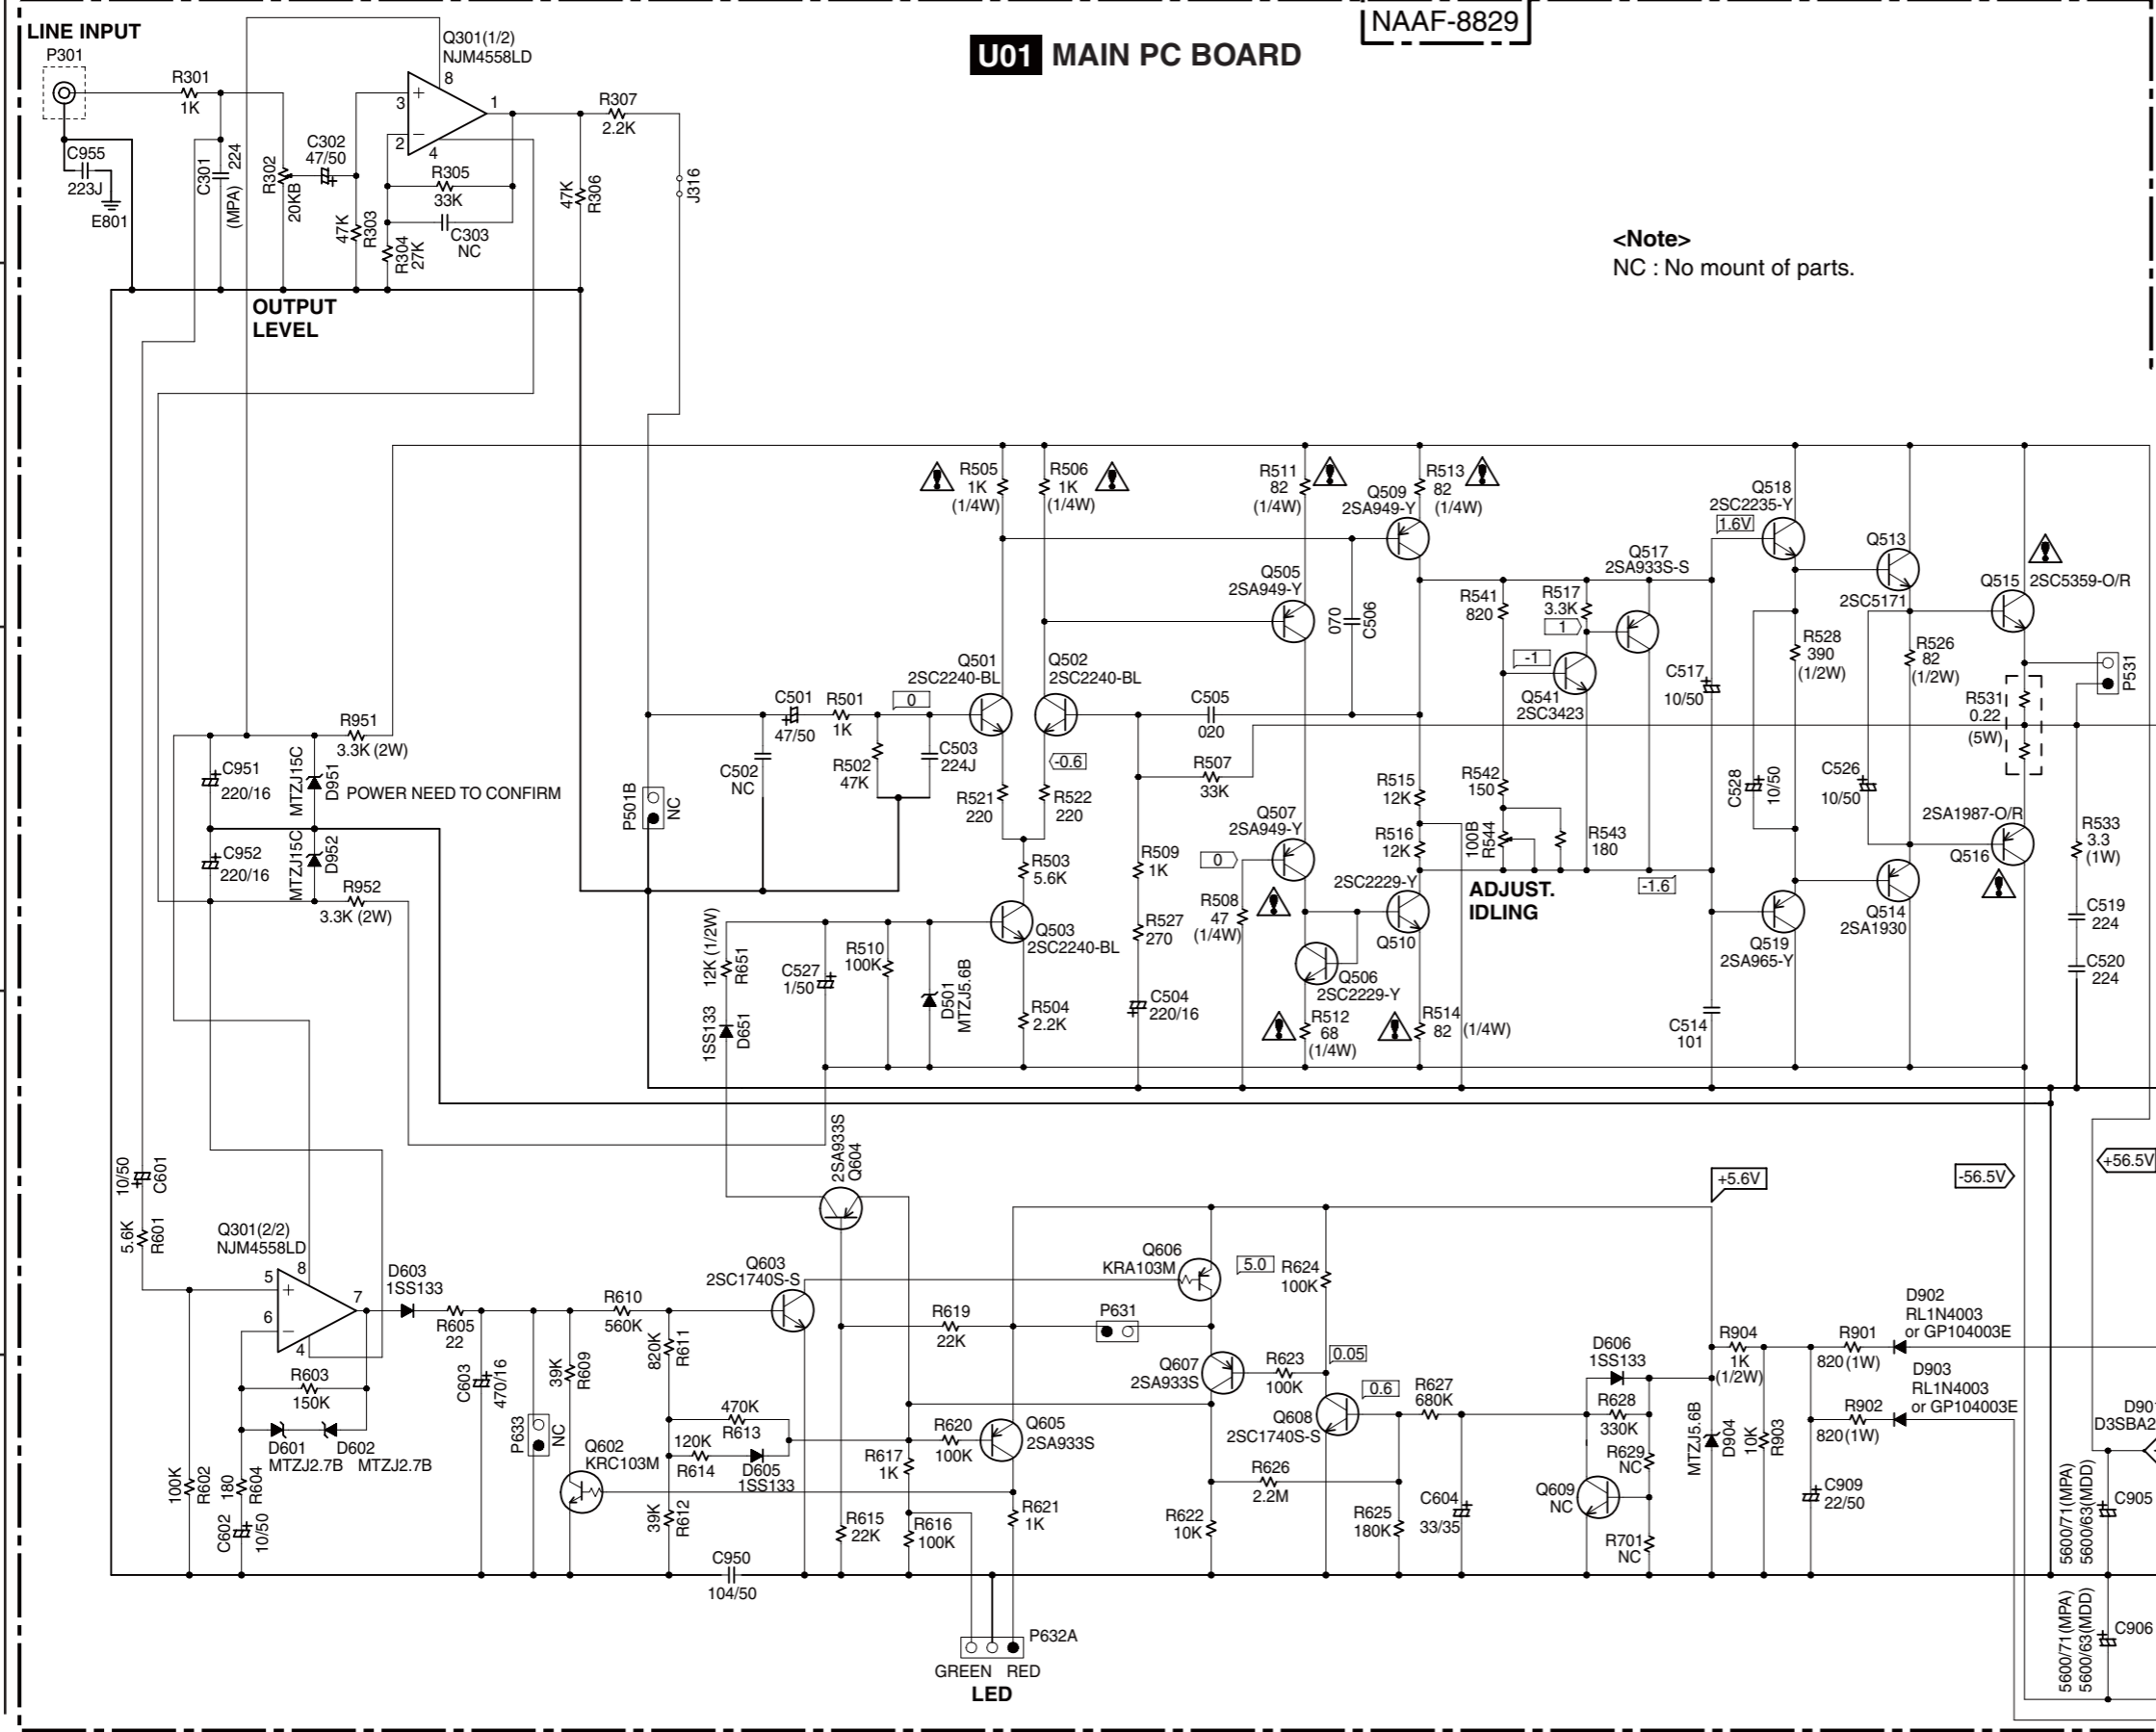 NAAF-8829
U01 MAIN PC BOARD
LINE INPUT
P301
R301
1K
C955
223J
E801
C301
224
(MPA)
R302
20KB
C302
47/50
47K
R303
Q301(1/2)
NJM4558LD
8
3
+
2
−
4
1
R305
33K
C303
NC
R304
27K
R307
2.2K
47K
R306
J316
OUTPUT
LEVEL
<Note>
NC : No mount of parts.
R505
1K
(1/4W)
R506
1K
(1/4W)
R511
82
(1/4W)
Q509
2SA949-Y
R513
82
(1/4W)
Q518
2SC2235-Y
1.6V
Q513
2SC5171
Q515
2SC5359-O/R
Q505
2SA949-Y
070
C506
R541
820
R517
3.3K
1
Q517
2SA933S-S
-1
Q541
2SC3423
C517
10/50
R528
390
(1/2W)
R526
82
(1/2W)
R531
0.22
(5W)
P531
Q501
2SC2240-BL
Q502
2SC2240-BL
C501
47/50
R501
1K
0
C502
NC
R502
47K
C503
224J
-0.6
C505
020
R507
33K
R521
220
R522
220
R503
5.6K
R509
1K
R527
270
Q507
2SA949-Y
0
R508
47
(1/4W)
R515
12K
R516
12K
R542
150
100B
R544
R543
180
ADJUST.
IDLING
-1.6
2SC2229-Y
Q510
C528
10/50
C526
10/50
2SA1987-O/R
Q516
R533
3.3
(1W)
C519
224
C520
224
Q514
2SA1930
Q519
2SA965-Y
C514
101
R951
3.3K (2W)
C951
220/16
MTZJ15C
D951
POWER NEED TO CONFIRM
C952
220/16
MTZJ15C
D952
R952
3.3K (2W)
P501B
NC
12K (1/2W)
R651
1SS133
D651
C527
1/50
R510
100K
D501
MTZJ5.6B
Q503
2SC2240-BL
R504
2.2K
C504
220/16
Q506
2SC2229-Y
R512
68
(1/4W)
R514
82
(1/4W)
2SA933S
Q604
10/50
C601
5.6K
R601
+5.6V
-56.5V
+56.5V
Q301(2/2)
NJM4558LD
8
5
+
6
−
4
7
D603
1SS133
R603
150K
D601
MTZJ2.7B
D602
MTZJ2.7B
100K
R602
180
R604
C602
10/50
R605
22
C603
470/16
P633
NC
39K
R609
R610
560K
820K
R611
Q603
2SC1740S-S
Q602
KRC103M
470K
R613
120K
R614
D605
1SS133
39K
R612
C950
104/50
R615
22K
R619
22K
R620
100K
R617
1K
R616
100K
Q605
2SA933S
R621
1K
P631
Q606
KRA103M
5.0
R624
100K
Q607
2SA933S
R623
100K
0.05
0.6
Q608
2SC1740S-S
R626
2.2M
R622
10K
R625
180K
R627
680K
C604
33/35
D606
1SS133
R628
330K
R629
NC
Q609
NC
R701
NC
MTZJ5.6B
D904
R904
1K
(1/2W)
10K
R903
R901
820 (1W)
R902
820 (1W)
C909
22/50
D902
RL1N4003
or GP104003E
D903
RL1N4003
or GP104003E
D901
D3SBA2
5600/71(MPA)
5600/63(MDD)
C905
5600/71(MPA)
5600/63(MDD)
C906
P632A
GREEN RED
LED